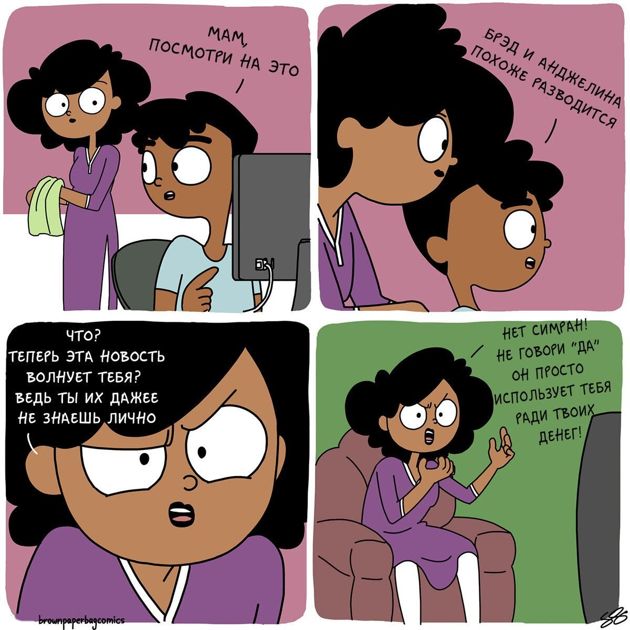 МАМ,
ПОСМОТРИ НА ЭТО
БРЭД И АНДЖЕЛИНА
ПОХОЖЕ РАЗВОДИТСЯ
ЧТО?
ТЕПЕРЬ ЭТА НОВОСТЬ
ВОЛНУЕТ ТЕБЯ?
ВЕДЬ ТЫ ИХ ДАЖЕЕ
НЕ ЗНАЕШЬ ЛИЧНО
НЕТ СИМРАН!
НЕ ГОВОРИ "ДА"
ОН ПРОСТО
ИСПОЛЬЗУЕТ ТЕБЯ
РАДИ ТВОИХ
ДЕНЕГ!
brownpaperbagcomics